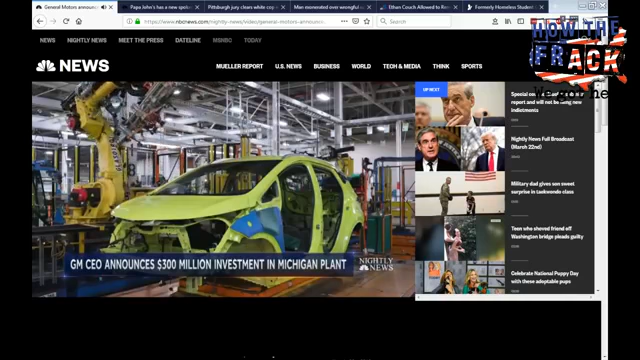 General Motors announc
Papa John's has a new spok
Pittsburgh jury clears white cop
Man exonerated over wrongful
Ethan Couch Allowed to Re
Formerly Homeless Student
https://www.nbcnews.com/nightly-news/video/general-motors-announc
HOW THE
FRACK
NEWS NIGHTLY NEWS MEET THE PRESS DATELINE MSNBC TODAY
NEWS
MUELLER REPORT U.S. NEWS BUSINESS WORLD TECH & MEDIA THINK SPORTS
UP NEXT
Special co
report and will not be
indictments
Nightly News Full Broadcast
(March 22nd)
Military dad gives son sweet
surprise in taekwondo class
Teen who shoved friend off
Washington bridge pleads guilty
Celebrate National Puppy Day
with these adoptable pups
GM CEO ANNOUNCES $300 MILLION INVESTMENT IN MICHIGAN PLANT
NIGHTLY
NEWS